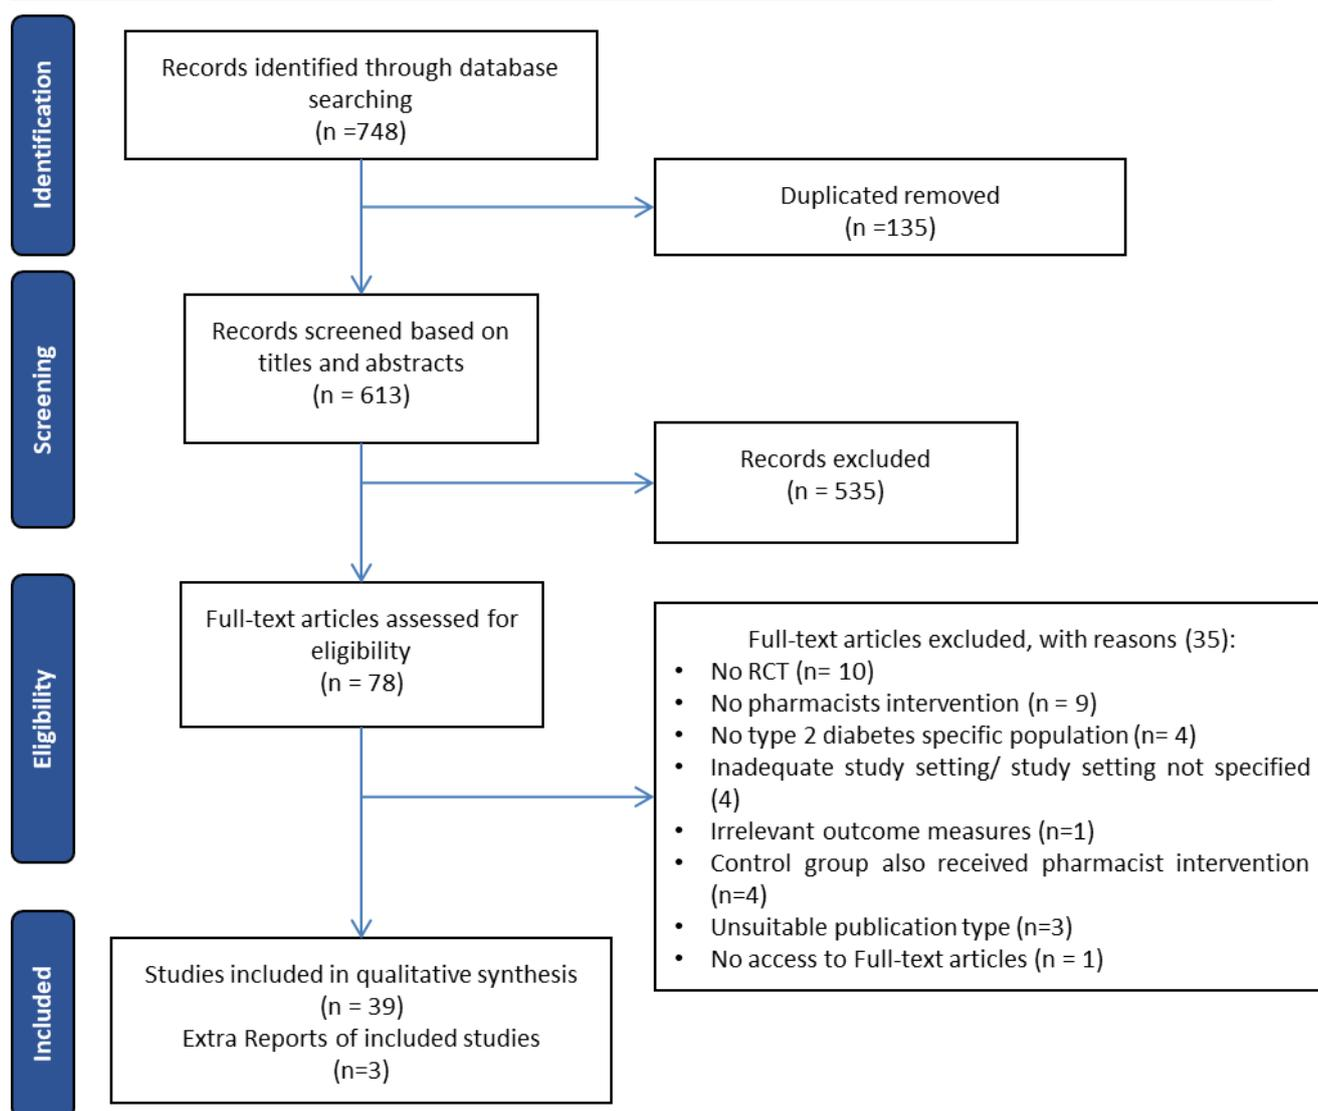 Identification
Records identified through database
searching
(n =748)
Duplicated removed
(n =135)
Screening
Records screened based on
titles and abstracts
(n = 613)
Records excluded
(n = 535)
Eligibility
Full-text articles assessed for
eligibility
(n = 78)
Full-text articles excluded, with reasons (35):
• No RCT (n= 10)
• No pharmacists intervention (n = 9)
• No type 2 diabetes specific population (n= 4)
• Inadequate study setting/ study setting not specified
(4)
• Irrelevant outcome measures (n=1)
• Control group also received pharmacist intervention
(n=4)
• Unsuitable publication type (n=3)
• No access to Full-text articles (n = 1)
Included
Studies included in qualitative synthesis
(n = 39)
Extra Reports of included studies
(n=3)